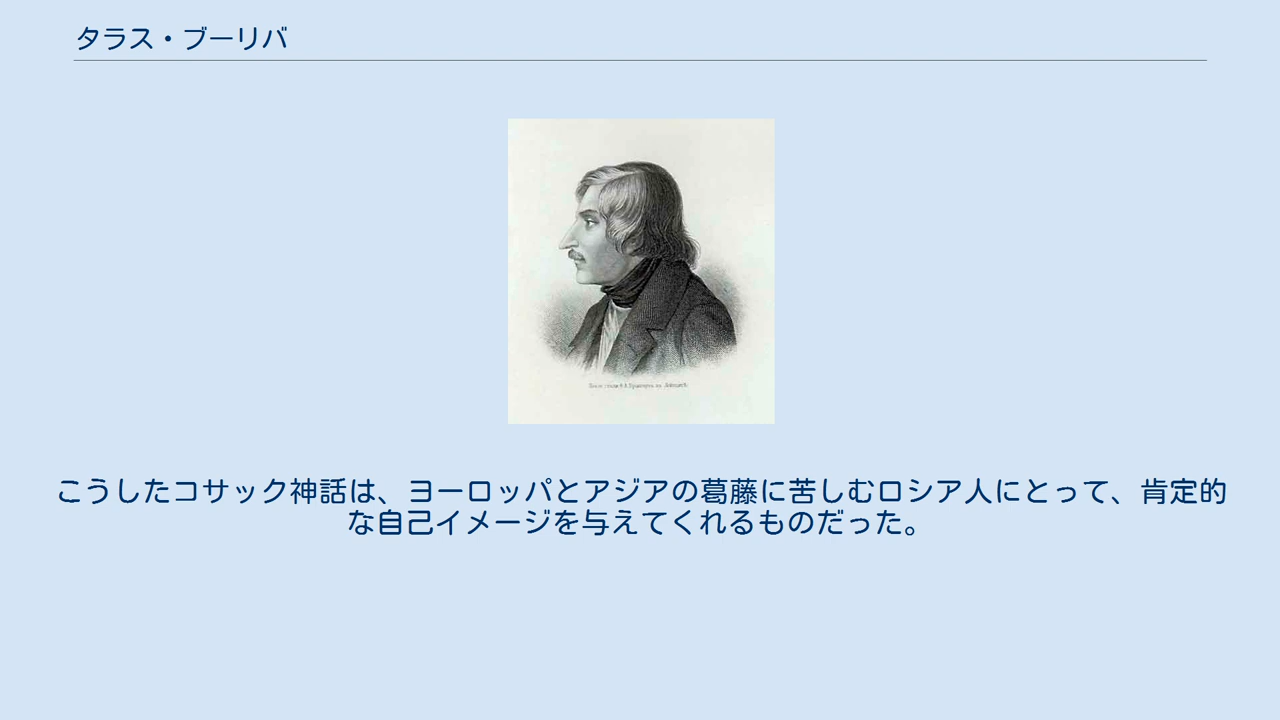 タラス・ブーリバ
こうしたコサック神話は、ヨーロッパとアジアの葛藤に苦しむロシア人にとって、肯定的
な自己イメージを与えてくれるものだった。